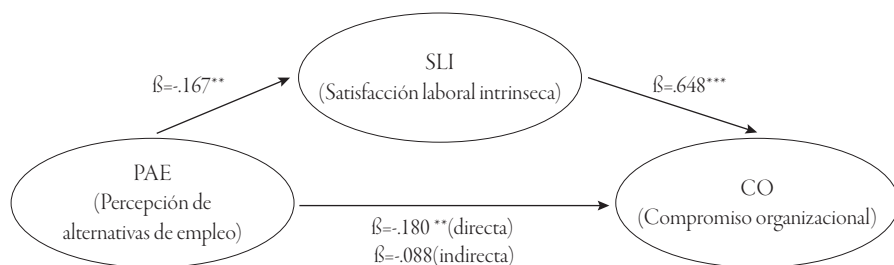 SLI
(Satisfacción laboral intrinseca)
ß=-.167**
ß=.648***
PAE
(Percepción de
alternativas de empleo)
CO
(Compromiso organizacional)
ß=-.180 **(directa)
ß=-.088(indirecta)